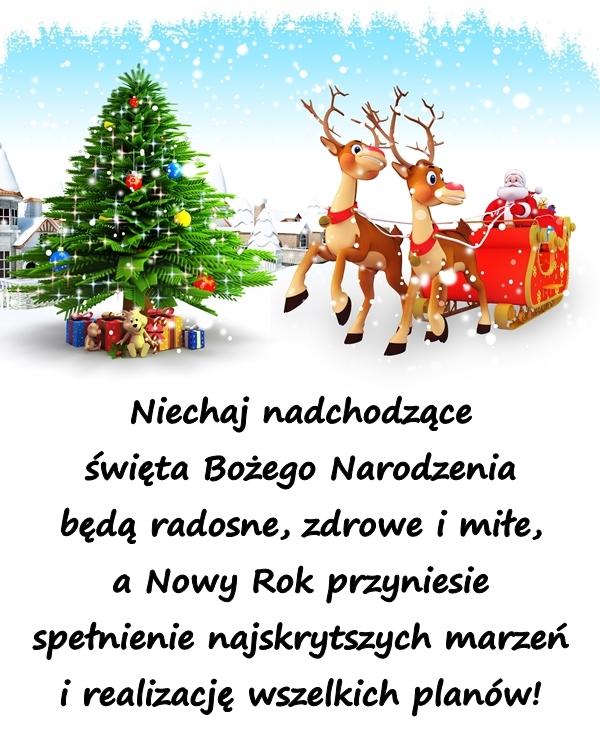 Niechaj nadchodzące
święta Bożego Narodzenia
będą radosne, zdrowe i miłe,
a Nowy Rok przyniesie
spełnienie najskrytszych marzeń
i realizację wszelkich planów!